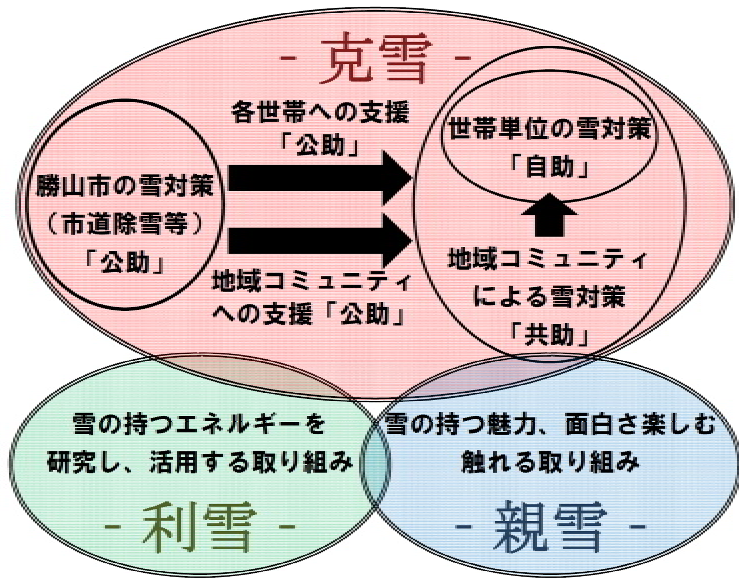 - 克雪 -
各世帯への支援
「公助」
勝山市の雪対策
（市道除雪等）
「公助」
地域コミュニティ
への支援「公助」
世帯単位の雪対策
「自助」
地域コミュニティ
による雪対策
「共助」
雪の持つエネルギーを
研究し、活用する取り組み
- 利雪 -
雪の持つ魅力、面白さ楽しむ
触れる取り組み
- 親雪 -